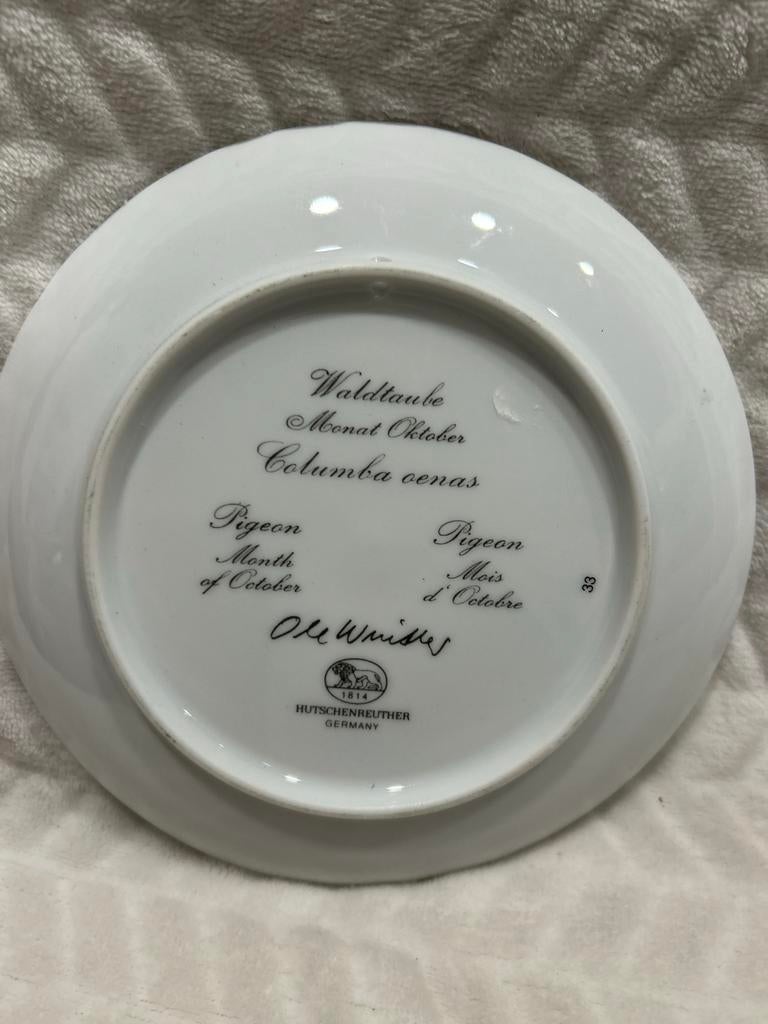 Waldtaube
Monat Oktober
Columba oenas
Pigeon
Month
of October
Pigeon
Mois
d'Octobre
33
Ole Winther
1814
HUTSCHENREUTHER
GERMANY